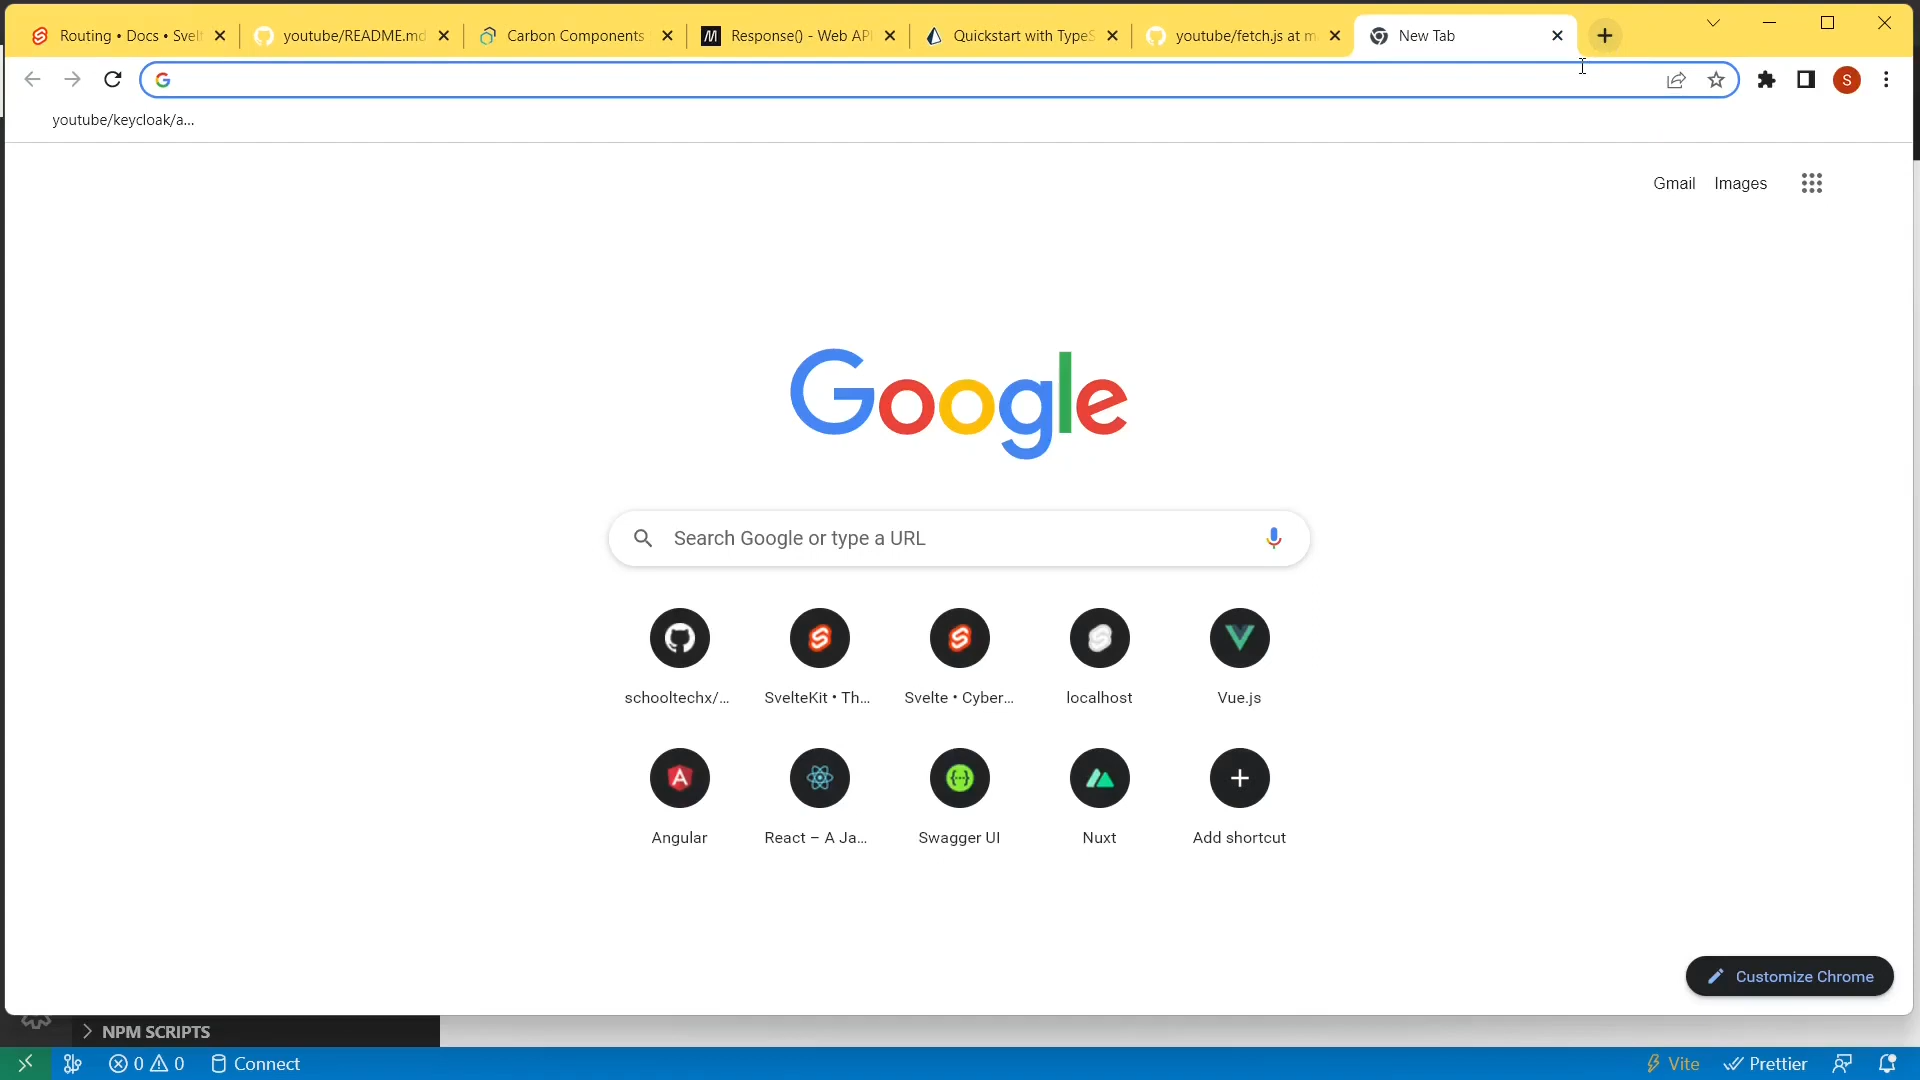 Routing • Docs • Svel
youtube/README.md
Carbon Components
Response() - Web API
Quickstart with TypeS
youtube/fetch.js at m
New Tab
S
youtube/keycloak/a...
Gmail
Images
Google
Search Google or type a URL
schooltechx/...
SvelteKit • Th...
Svelte • Cyber...
localhost
Vue.js
Angular
React – A Ja...
Swagger UI
Nuxt
Add shortcut
Customize Chrome
NPM SCRIPTS
0 0 Connect
Vite Prettier